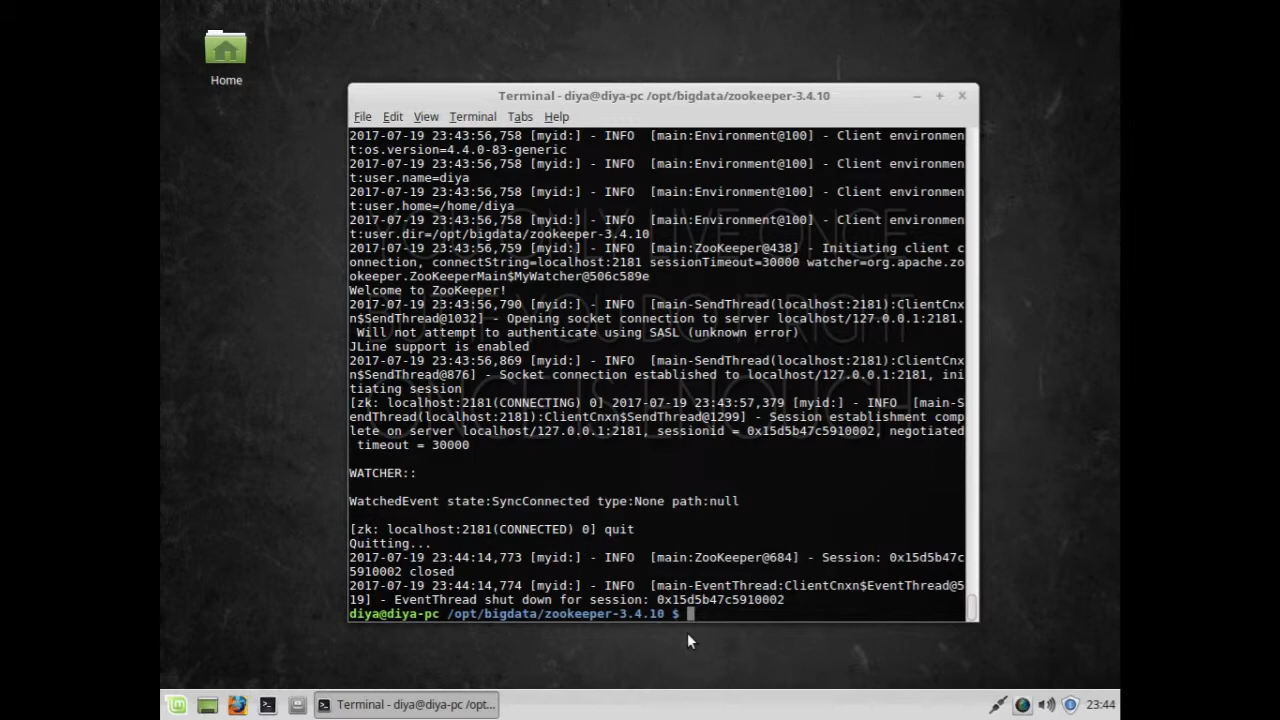 Home
Terminal - diya@diya-pc /opt/bigdata/zookeeper-3.4.10
File Edit View Terminal Tabs Help
2017-07-19 23:43:56,758 [myid:] - INFO  [main:Environment@100] - Client environmen
t:os.version=4.4.0-83-generic
2017-07-19 23:43:56,758 [myid:] - INFO  [main:Environment@100] - Client environmen
t:user.name=diya
2017-07-19 23:43:56,758 [myid:] - INFO  [main:Environment@100] - Client environmen
t:user.home=/home/diya
2017-07-19 23:43:56,758 [myid:] - INFO  [main:Environment@100] - Client environmen
t:user.dir=/opt/bigdata/zookeeper-3.4.10
2017-07-19 23:43:56,759 [myid:] - INFO  [main:ZooKeeper@438] - Initiating client c
onnection, connectString=localhost:2181 sessionTimeout=30000 watcher=org.apache.zo
okeeper.ZooKeeperMain$MyWatcher@506c589e
Welcome to ZooKeeper!
2017-07-19 23:43:56,790 [myid:] - INFO  [main-SendThread(localhost:2181):ClientCnx
n$SendThread@1032] - Opening socket connection to server localhost/127.0.0.1:2181.
 Will not attempt to authenticate using SASL (unknown error)
JLine support is enabled
2017-07-19 23:43:56,869 [myid:] - INFO  [main-SendThread(localhost:2181):ClientCnx
n$SendThread@876] - Socket connection established to localhost/127.0.0.1:2181, ini
tiating session
[zk: localhost:2181(CONNECTING) 0] 2017-07-19 23:43:57,379 [myid:] - INFO  [main-S
endThread(localhost:2181):ClientCnxn$SendThread@1299] - Session establishment comp
lete on server localhost/127.0.0.1:2181, sessionid = 0x15d5b47c5910002, negotiated
 timeout = 30000
WATCHER::
WatchedEvent state:SyncConnected type:None path:null
[zk: localhost:2181(CONNECTED) 0] quit
Quitting...
2017-07-19 23:44:14,773 [myid:] - INFO  [main:ZooKeeper@684] - Session: 0x15d5b47c
5910002 closed
2017-07-19 23:44:14,774 [myid:] - INFO  [main-EventThread:ClientCnxn$EventThread@5
19] - EventThread shut down for session: 0x15d5b47c5910002
diya@diya-pc /opt/bigdata/zookeeper-3.4.10 $
YOU ONLY LIVE ONCE
BUT IF YOU DO IT RIGHT
ONCE IS ENOUGH
Terminal - diya@diya-pc /opt...
23:44